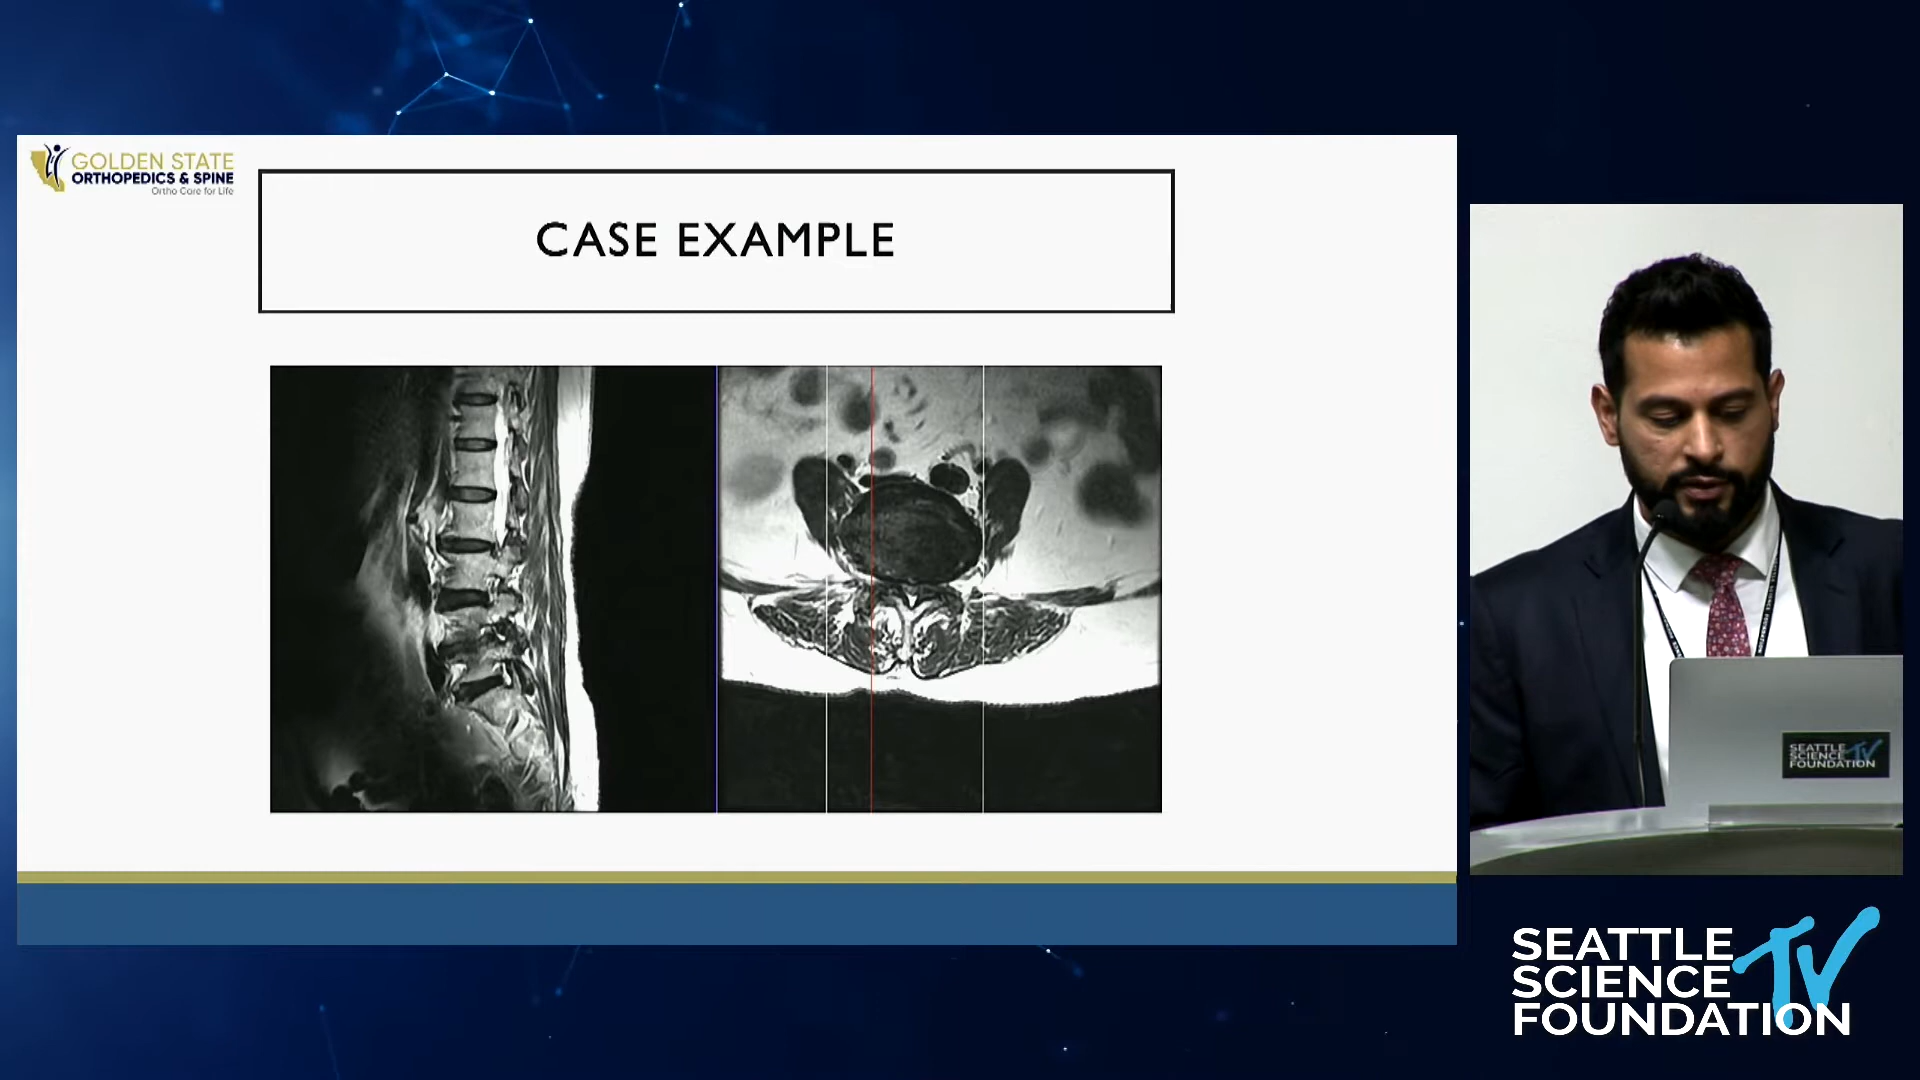 GOLDEN STATE
ORTHOPEDICS & SPINE
Ortho Care for Life
CASE EXAMPLE
SEATTLE
SCIENCE
FOUNDATION
TV
SEATTLE
SCIENCE
FOUNDATION
TV